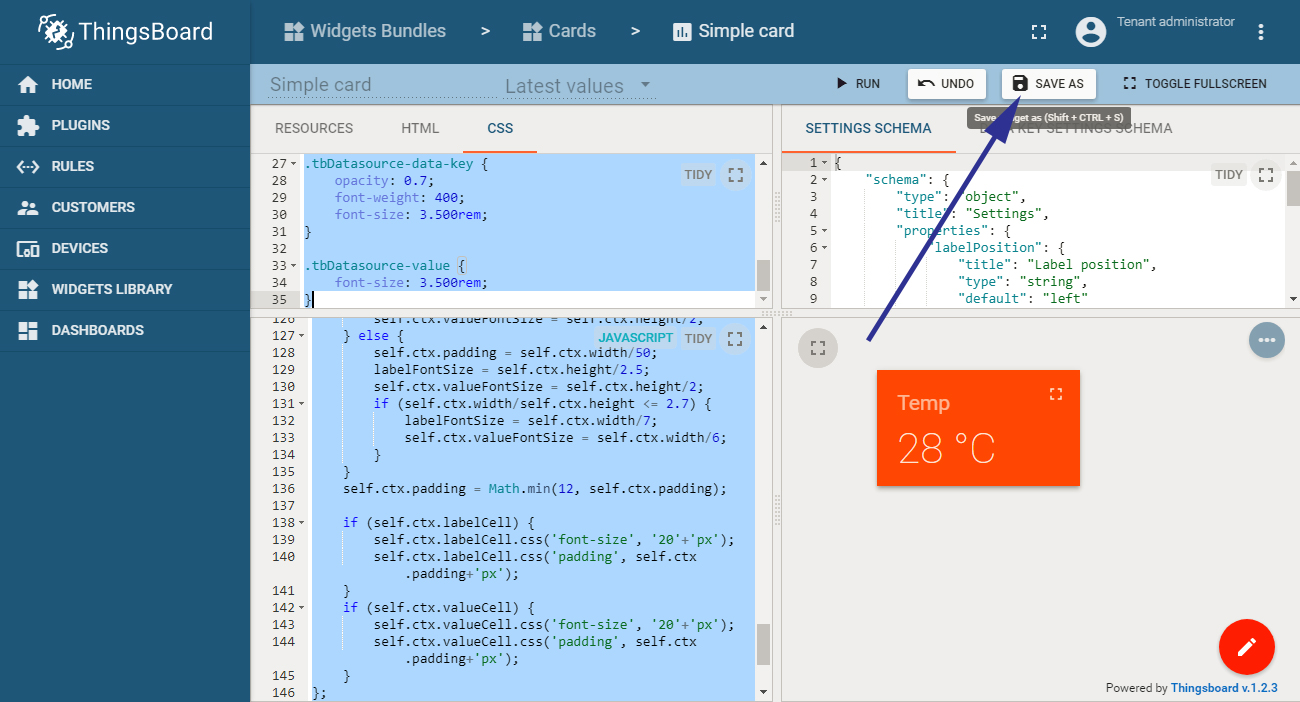 ThingsBoard
Widgets Bundles > Cards > Simple card
Tenant administrator
HOME
PLUGINS
RULES
CUSTOMERS
DEVICES
WIDGETS LIBRARY
DASHBOARDS
Simple card
Latest values
RUN
UNDO
SAVE AS
TOGGLE FULLSCREEN
RESOURCES HTML CSS
TIDY
27 .tbDatasource-data-key {
28 opacity: 0.7;
29 font-weight: 400;
30 font-size: 3.500rem;
31 }
32
33 .tbDatasource-value {
34 font-size: 3.500rem;
35 }
JAVASCRIPT TIDY
126 self.ctx.valueFontSize = self.ctx.height/2;
127 } else {
128 self.ctx.padding = self.ctx.width/50;
129 labelFontSize = self.ctx.height/2.5;
130 self.ctx.valueFontSize = self.ctx.height/2;
131 if (self.ctx.width/self.ctx.height <= 2.7) {
132 labelFontSize = self.ctx.width/7;
133 self.ctx.valueFontSize = self.ctx.width/6;
134 }
135 }
136 self.ctx.padding = Math.min(12, self.ctx.padding);
137
138 if (self.ctx.labelCell) {
139 self.ctx.labelCell.css('font-size', '20'+'px');
140 self.ctx.labelCell.css('padding', self.ctx
.padding+'px');
141 }
142 if (self.ctx.valueCell) {
143 self.ctx.valueCell.css('font-size', '20'+'px');
144 self.ctx.valueCell.css('padding', self.ctx
.padding+'px');
145 }
146 };
Save as (Shift + CTRL + S)
SETTINGS SCHEMA
KEY SETTINGS SCHEMA
TIDY
1 {
2 "schema": {
3 "type": "object",
4 "title": "Settings",
5 "properties": {
6 "labelPosition": {
7 "title": "Label position",
8 "type": "string",
9 "default": "left"
Temp
28 °C
Powered by Thingsboard v.1.2.3